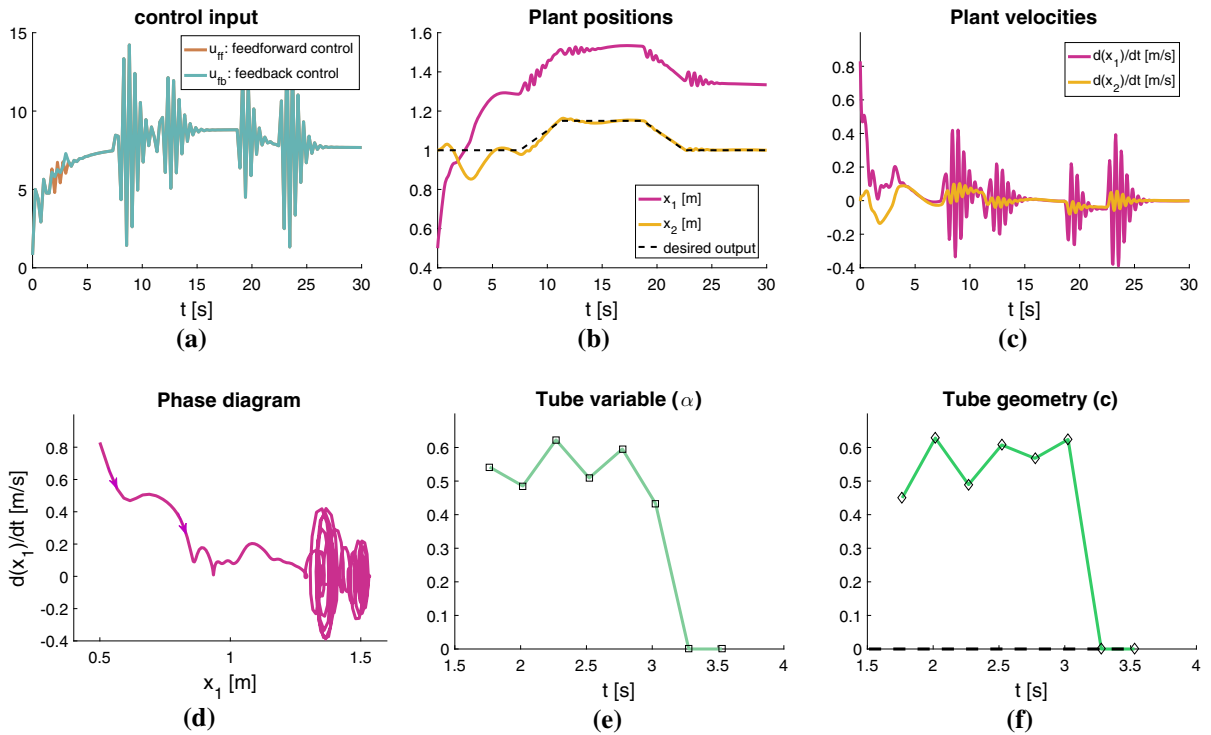 control input
15
10
5
0
0 5 10 15 20 25 30
t [s]
u_ff: feedforward control
u_fb: feedback control
(a)
Plant positions
1.6
1.4
1.2
1
0.8
0.6
0.4
0 5 10 15 20 25 30
t [s]
x_1 [m]
x_2 [m]
desired output
(b)
Plant velocities
0.8
0.6
0.4
0.2
0
-0.2
-0.4
0 5 10 15 20 25 30
t [s]
d(x_1)/dt [m/s]
d(x_2)/dt [m/s]
(c)
Phase diagram
d(x_1)/dt [m/s]
0.8
0.6
0.4
0.2
0
-0.2
-0.4
0.5 1 1.5
x_1 [m]
(d)
Tube variable (α)
0.6
0.5
0.4
0.3
0.2
0.1
0
1.5 2 2.5 3 3.5 4
t [s]
(e)
Tube geometry (c)
0.6
0.5
0.4
0.3
0.2
0.1
0
1.5 2 2.5 3 3.5 4
t [s]
(f)